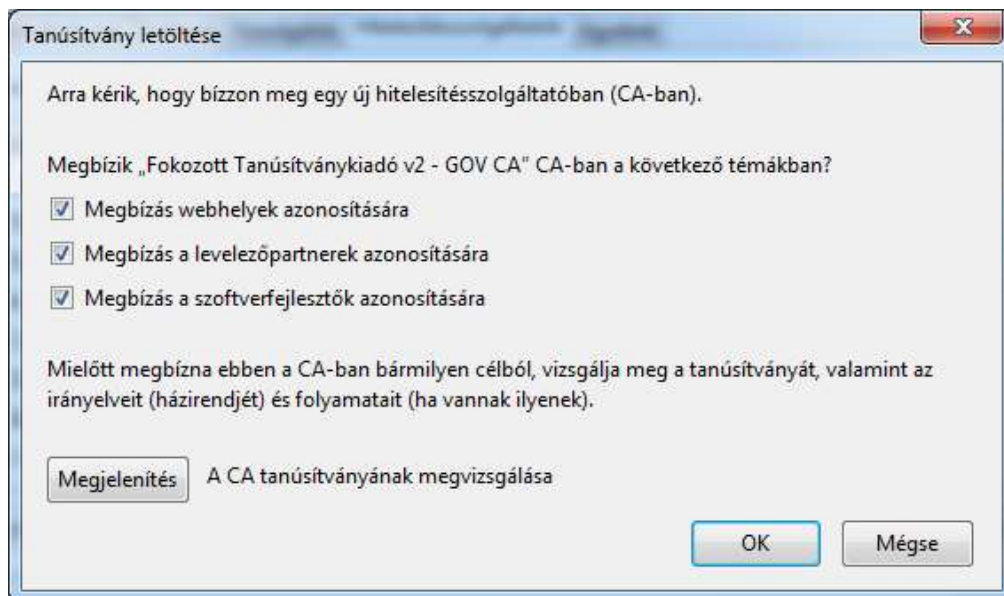 Tanúsítvány letöltése
Arra kérik, hogy bízzon meg egy új hitelesítésszolgáltatóban (CA-ban).
Megbízik „Fokozott Tanúsítványkiadó v2 - GOV CA” CA-ban a következő témákban?
Megbízás webhelyek azonosítására
Megbízás a levelezőpartnerek azonosítására
Megbízás a szoftverfejlesztők azonosítására
Mielőtt megbízna ebben a CA-ban bármilyen célból, vizsgálja meg a tanúsítványát, valamint az
irányelveit (házirendjét) és folyamatait (ha vannak ilyenek).
Megjelenítés A CA tanúsítványának megvizsgálása
OK Mégse